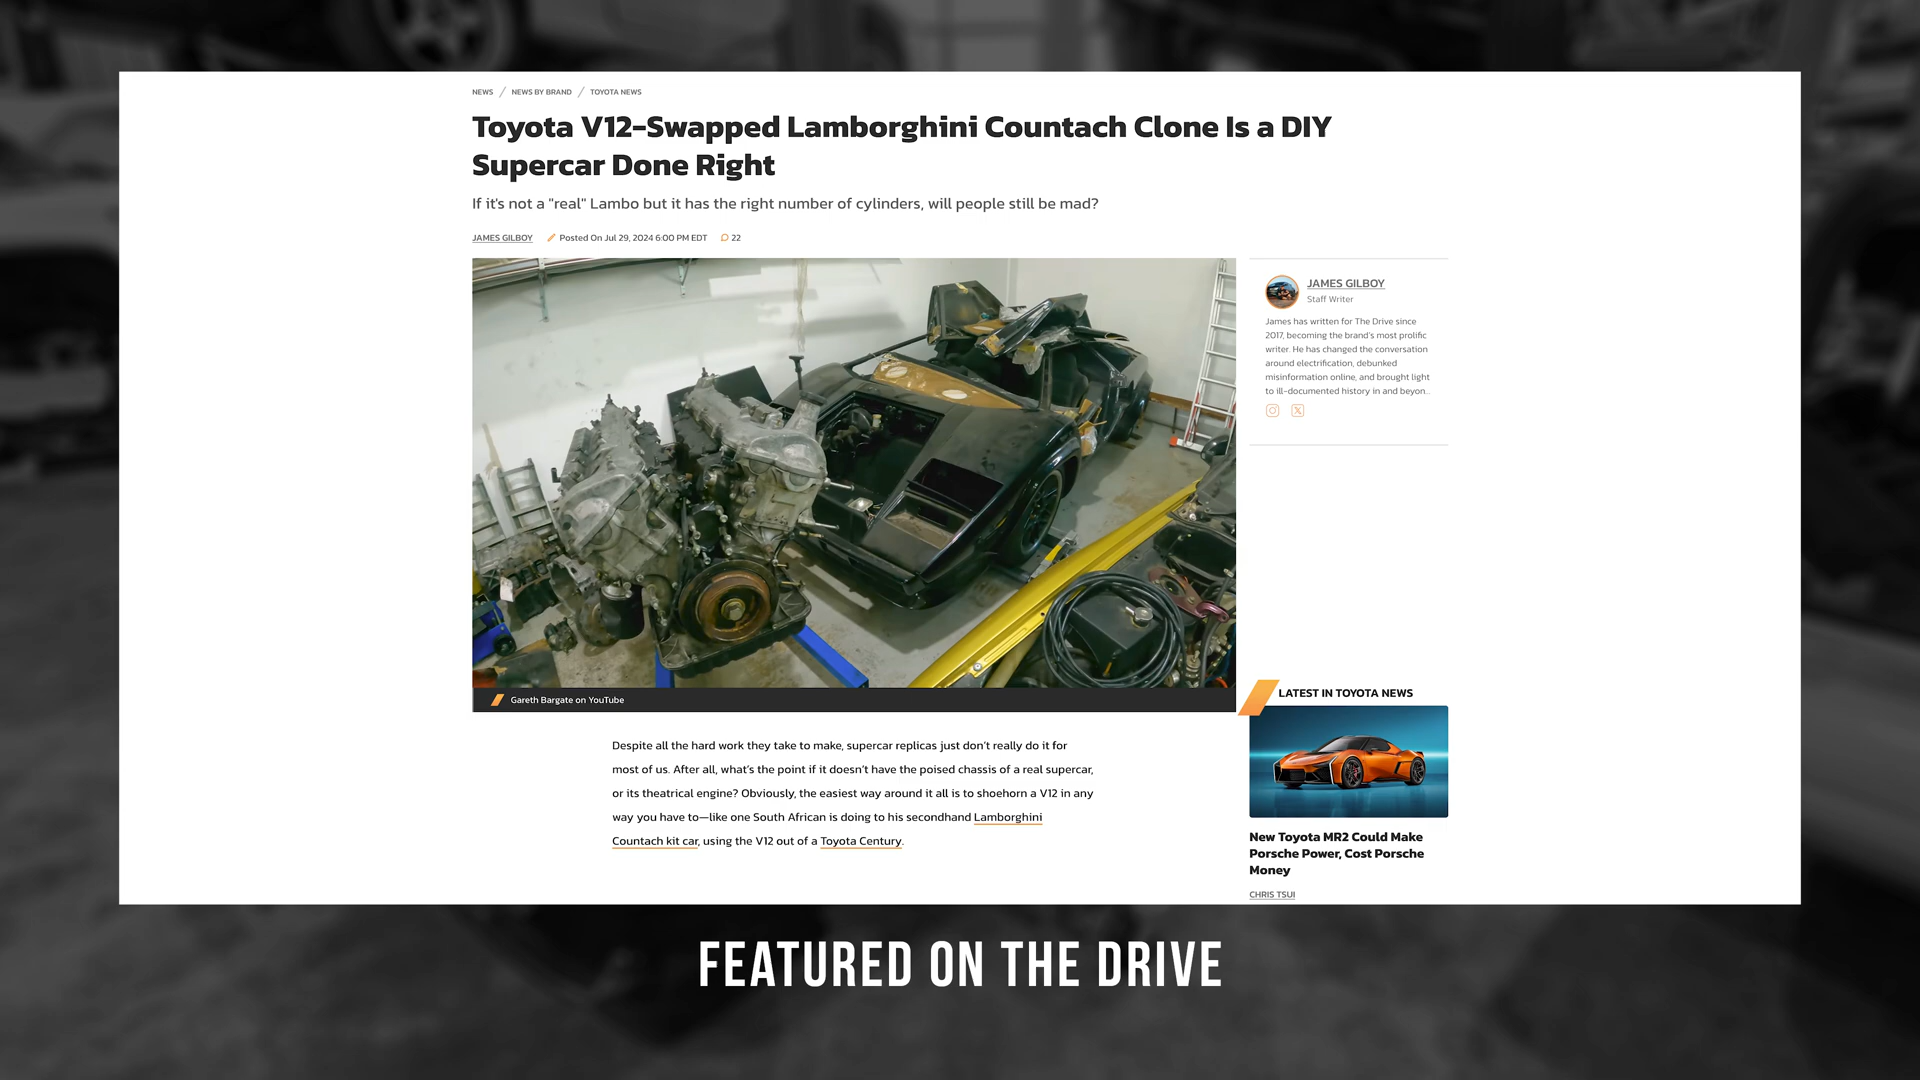 NEWS / NEWS BY BRAND / TOYOTA NEWS
Toyota V12-Swapped Lamborghini Countach Clone Is a DIY
Supercar Done Right
If it's not a "real" Lambo but it has the right number of cylinders, will people still be mad?
JAMES GILBOY Posted On Jul 29, 2024 6:00 PM EDT 22
JAMES GILBOY
Staff Writer
James has written for The Drive since
2017, becoming the brand's most prolific
writer. He has changed the conversation
around electrification, debunked
misinformation online, and brought light
to ill-documented history in and beyon..
Gareth Bargate on YouTube
Despite all the hard work they take to make, supercar replicas just don't really do it for
most of us. After all, what's the point if it doesn't have the poised chassis of a real supercar,
or its theatrical engine? Obviously, the easiest way around it all is to shoehorn a V12 in any
way you have to—like one South African is doing to his secondhand Lamborghini
Countach kit car, using the V12 out of a Toyota Century.
LATEST IN TOYOTA NEWS
New Toyota MR2 Could Make
Porsche Power, Cost Porsche
Money
CHRIS TSUI
FEATURED ON THE DRIVE